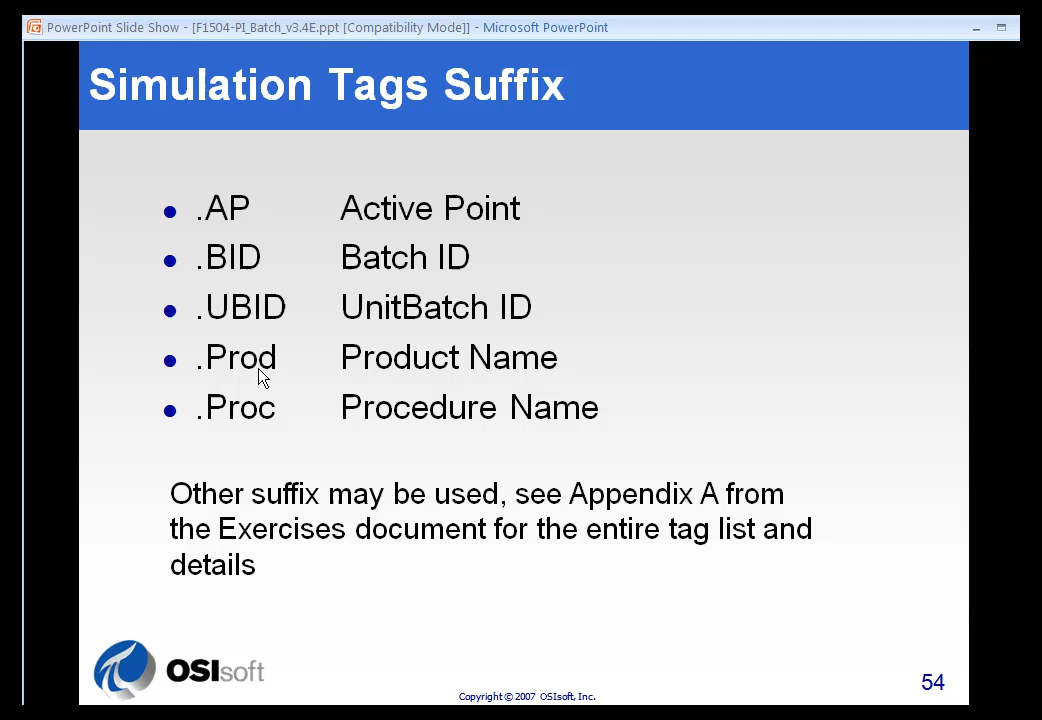 PowerPoint Slide Show - [F1504-PI_Batch_v3.4E.ppt [Compatibility Mode]] - Microsoft PowerPoint
Simulation Tags Suffix
• .AP Active Point
• .BID Batch ID
• .UBID UnitBatch ID
• .Prod Product Name
• .Proc Procedure Name
Other suffix may be used, see Appendix A from
the Exercises document for the entire tag list and
details
OSIsoft
Copyright © 2007 OSIsoft, Inc.
54